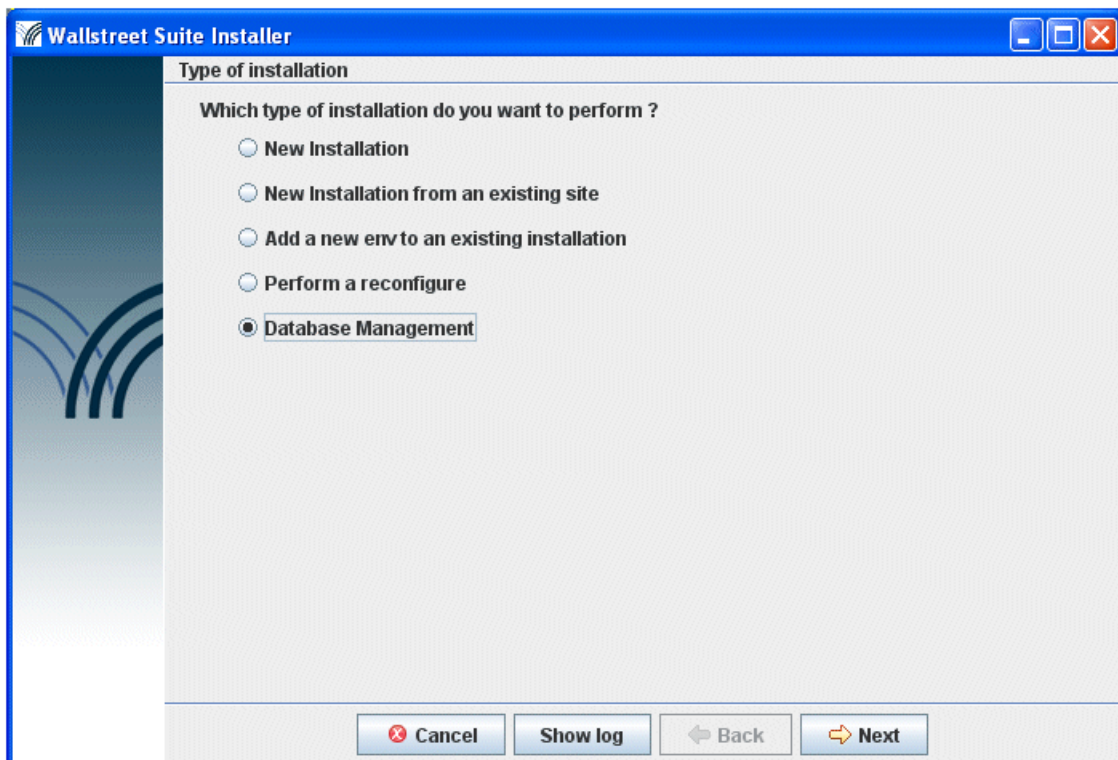 Wallstreet Suite Installer
Type of installation
Which type of installation do you want to perform ?
New Installation
New Installation from an existing site
Add a new env to an existing installation
Perform a reconfigure
Database Management
Cancel Show log Back Next